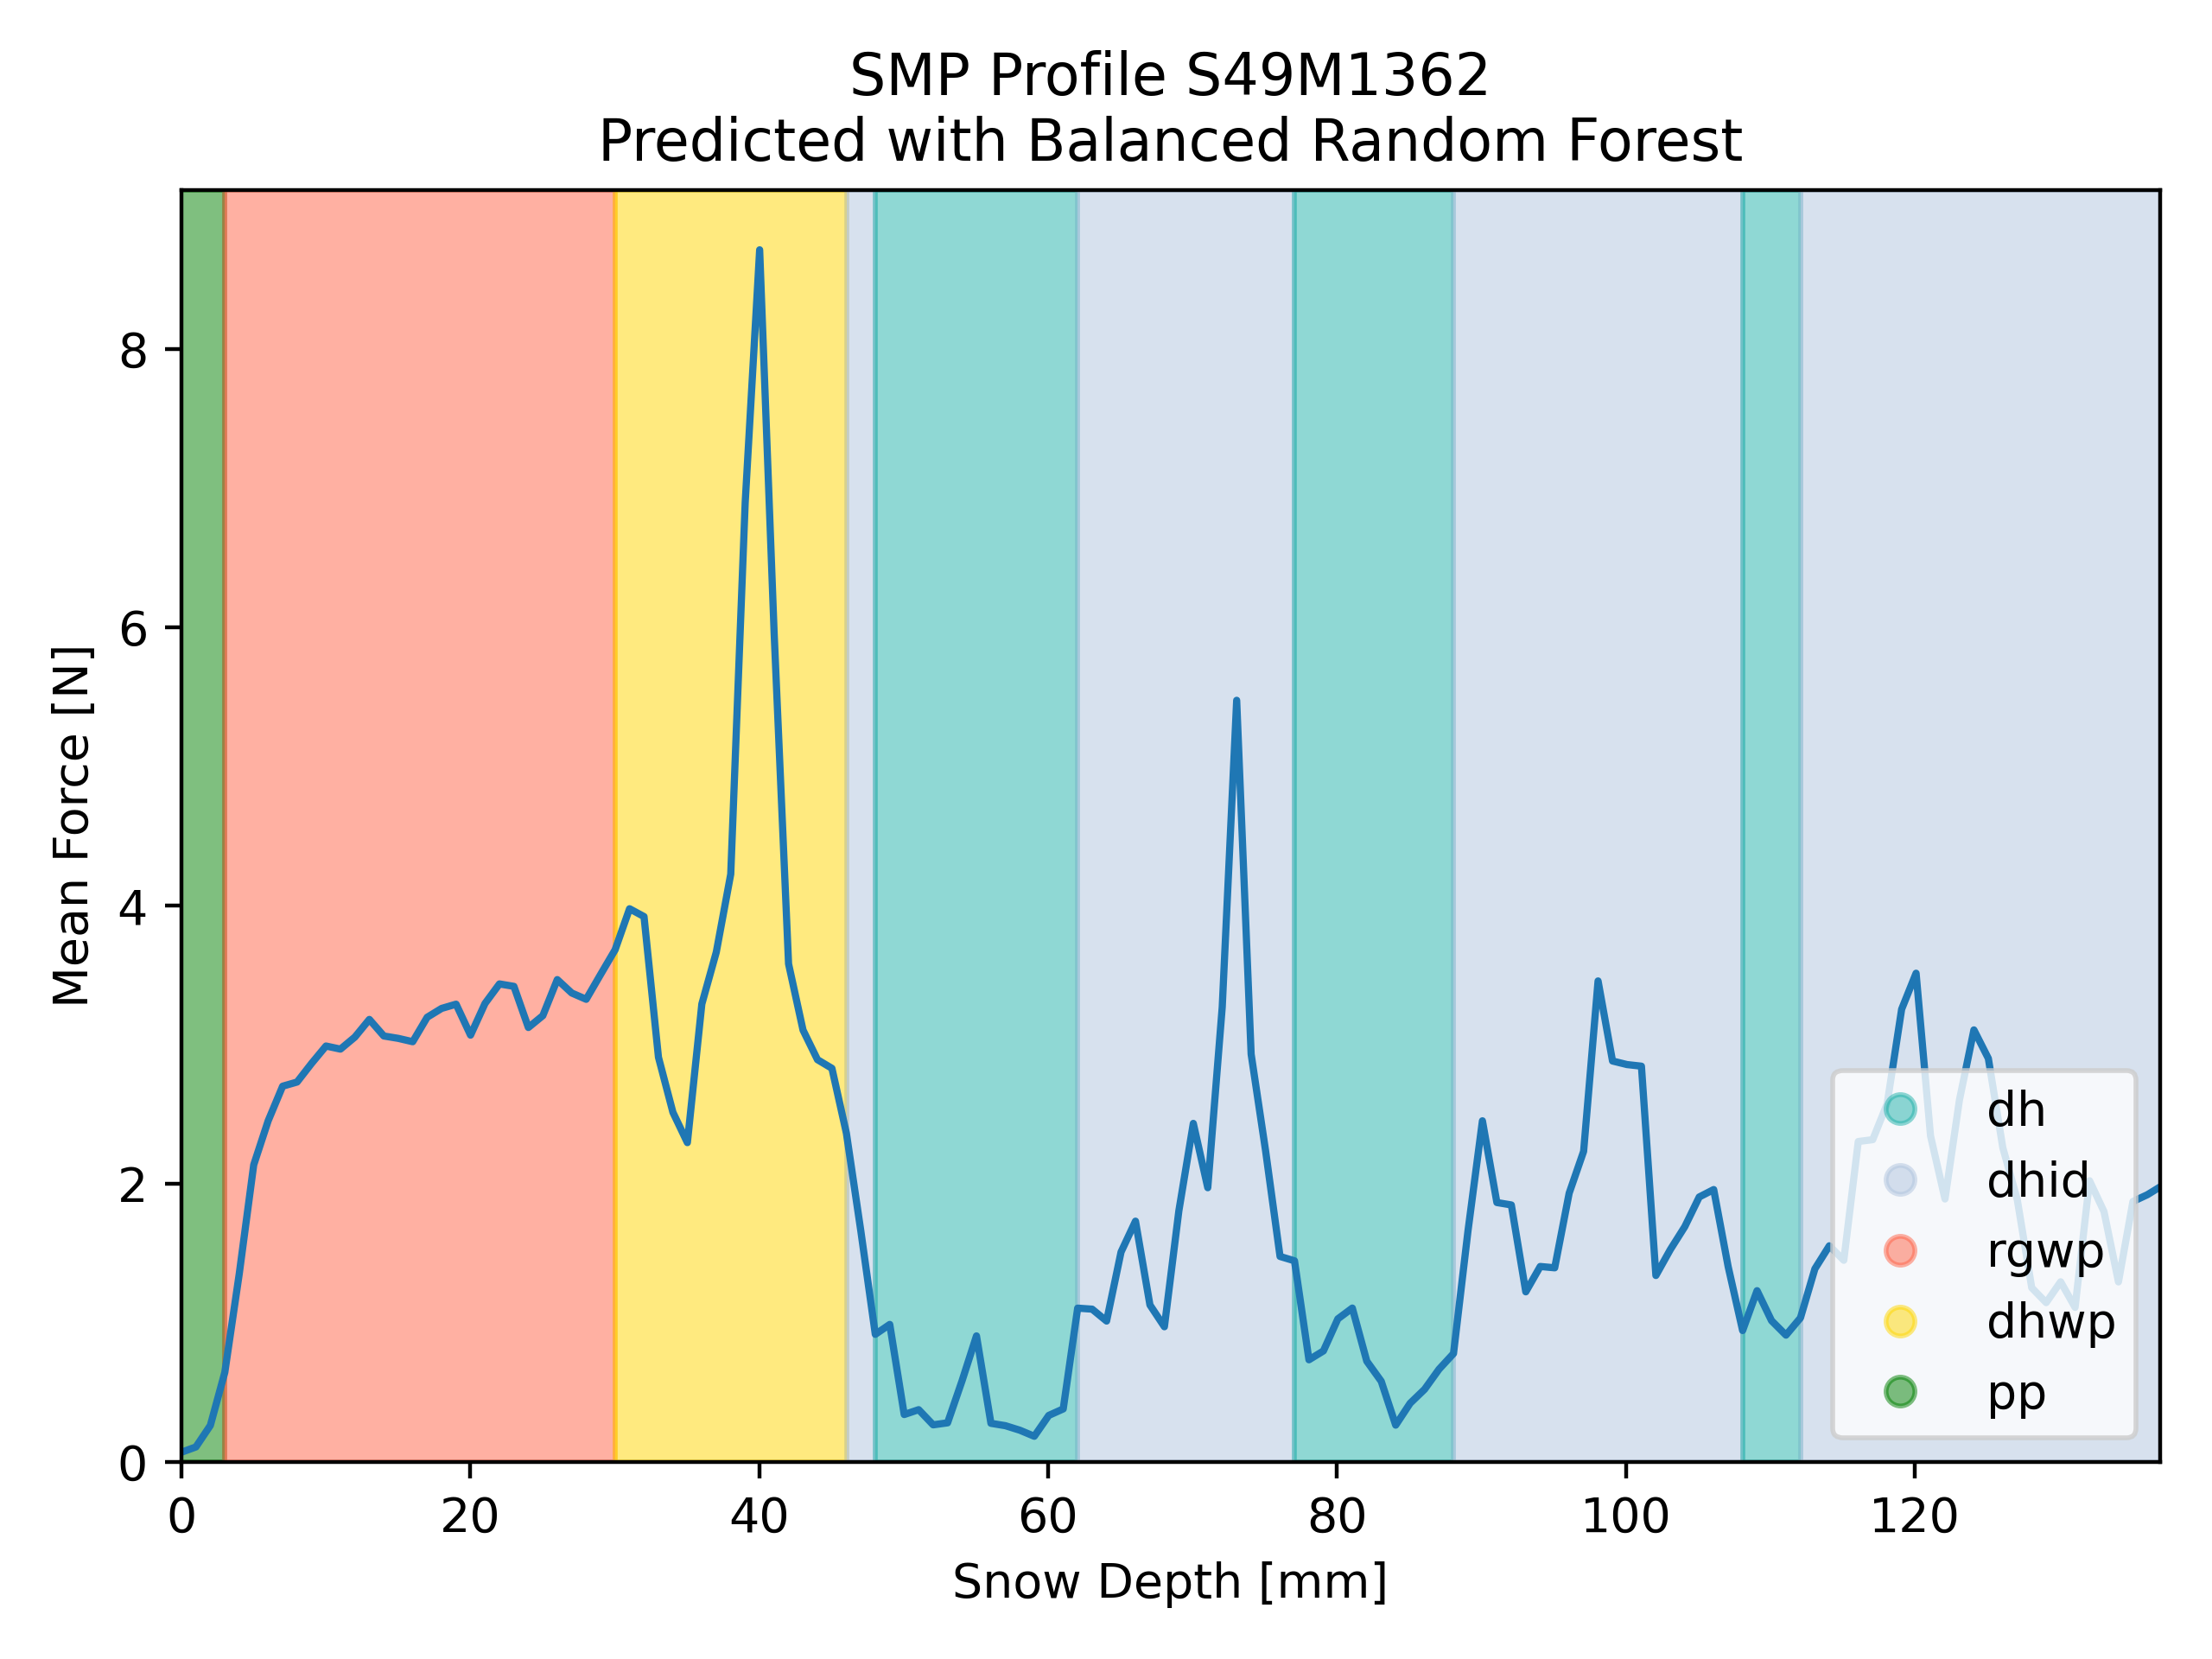 SMP Profile S49M1362
Predicted with Balanced Random Forest
Mean Force [N]
8
6
4
2
0
0 20 40 60 80 100 120
Snow Depth [mm]
dh
dhid
rgwp
dhwp
pp